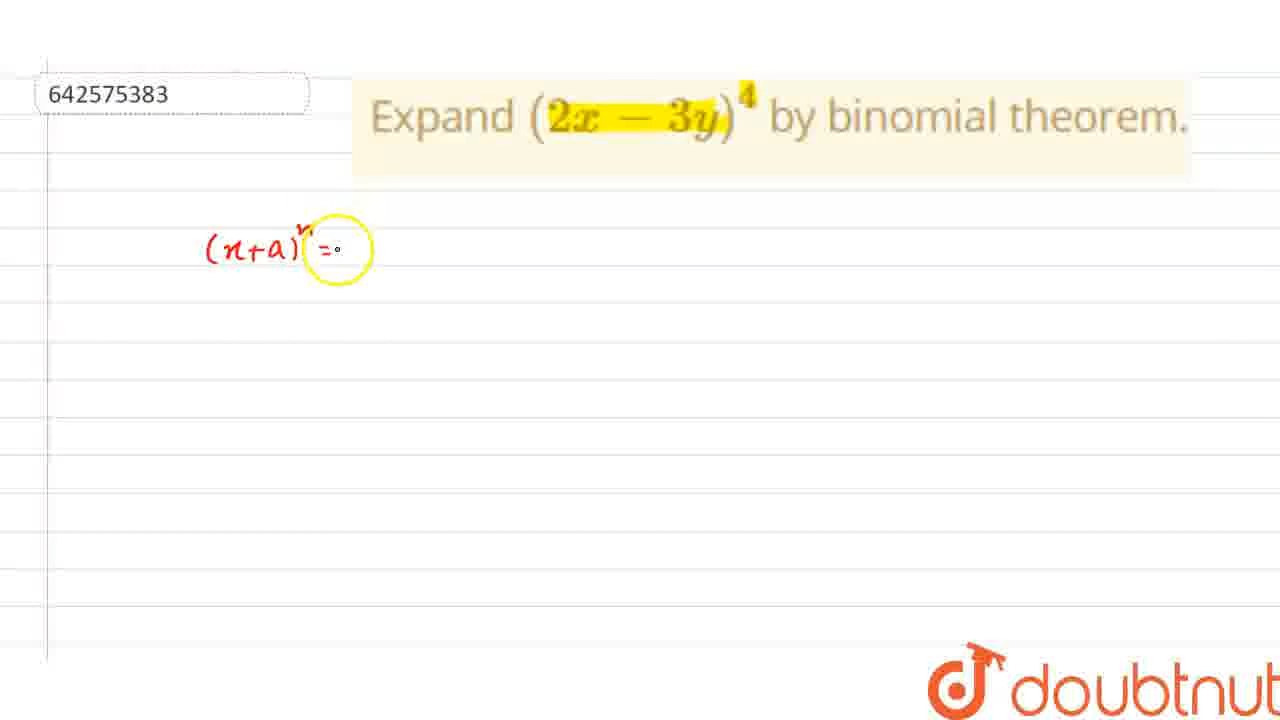 642575383
Expand (2x − 3y)^4 by binomial theorem.
(x+a)^n =
doubtnut